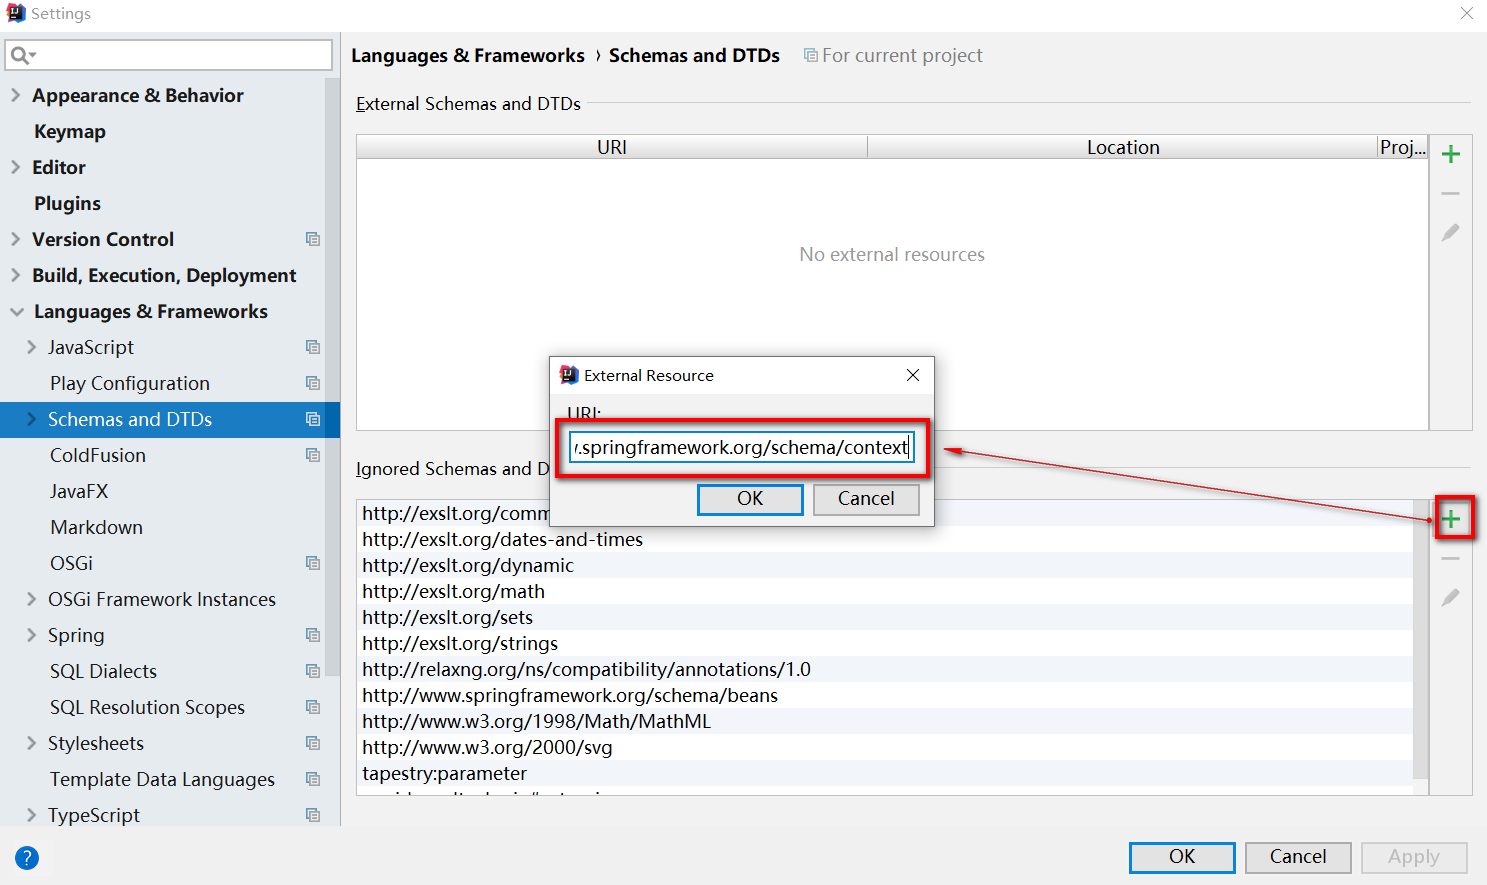 Settings
Languages & Frameworks › Schemas and DTDs For current project
Appearance & Behavior
Keymap
Editor
Plugins
Version Control
Build, Execution, Deployment
Languages & Frameworks
JavaScript
Play Configuration
Schemas and DTDs
ColdFusion
JavaFX
Markdown
OSGi
OSGi Framework Instances
Spring
SQL Dialects
SQL Resolution Scopes
Stylesheets
Template Data Languages
TypeScript
External Schemas and DTDs
URI Location Proj...
No external resources
External Resource
URI:
.springframework.org/schema/context
OK Cancel
Ignored Schemas and D
http://exslt.org/comm
http://exslt.org/dates-and-times
http://exslt.org/dynamic
http://exslt.org/math
http://exslt.org/sets
http://exslt.org/strings
http://relaxng.org/ns/compatibility/annotations/1.0
http://www.springframework.org/schema/beans
http://www.w3.org/1998/Math/MathML
http://www.w3.org/2000/svg
tapestry:parameter
? OK Cancel Apply